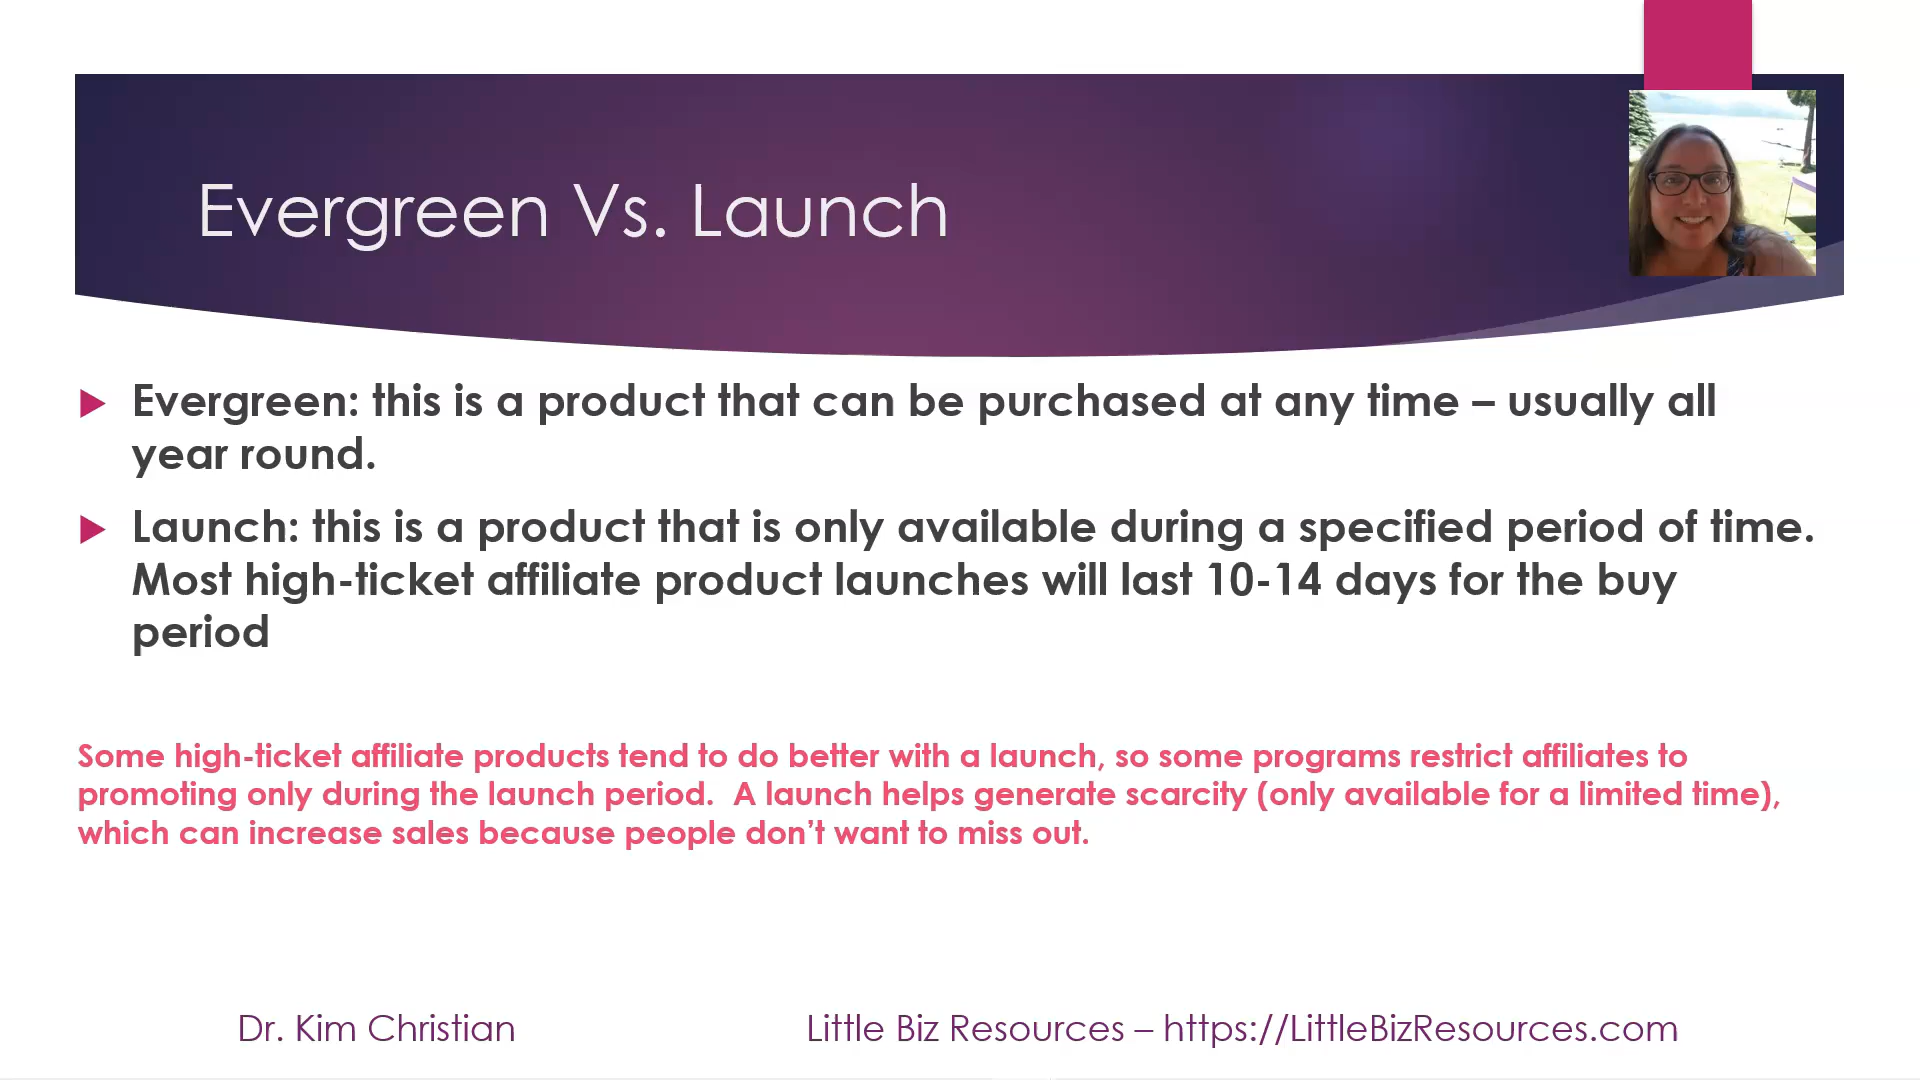 Evergreen Vs. Launch
Evergreen: this is a product that can be purchased at any time – usually all
year round.
Launch: this is a product that is only available during a specified period of time.
Most high-ticket affiliate product launches will last 10-14 days for the buy
period
Some high-ticket affiliate products tend to do better with a launch, so some programs restrict affiliates to
promoting only during the launch period.  A launch helps generate scarcity (only available for a limited time),
which can increase sales because people don’t want to miss out.
Dr. Kim Christian
Little Biz Resources – https://LittleBizResources.com